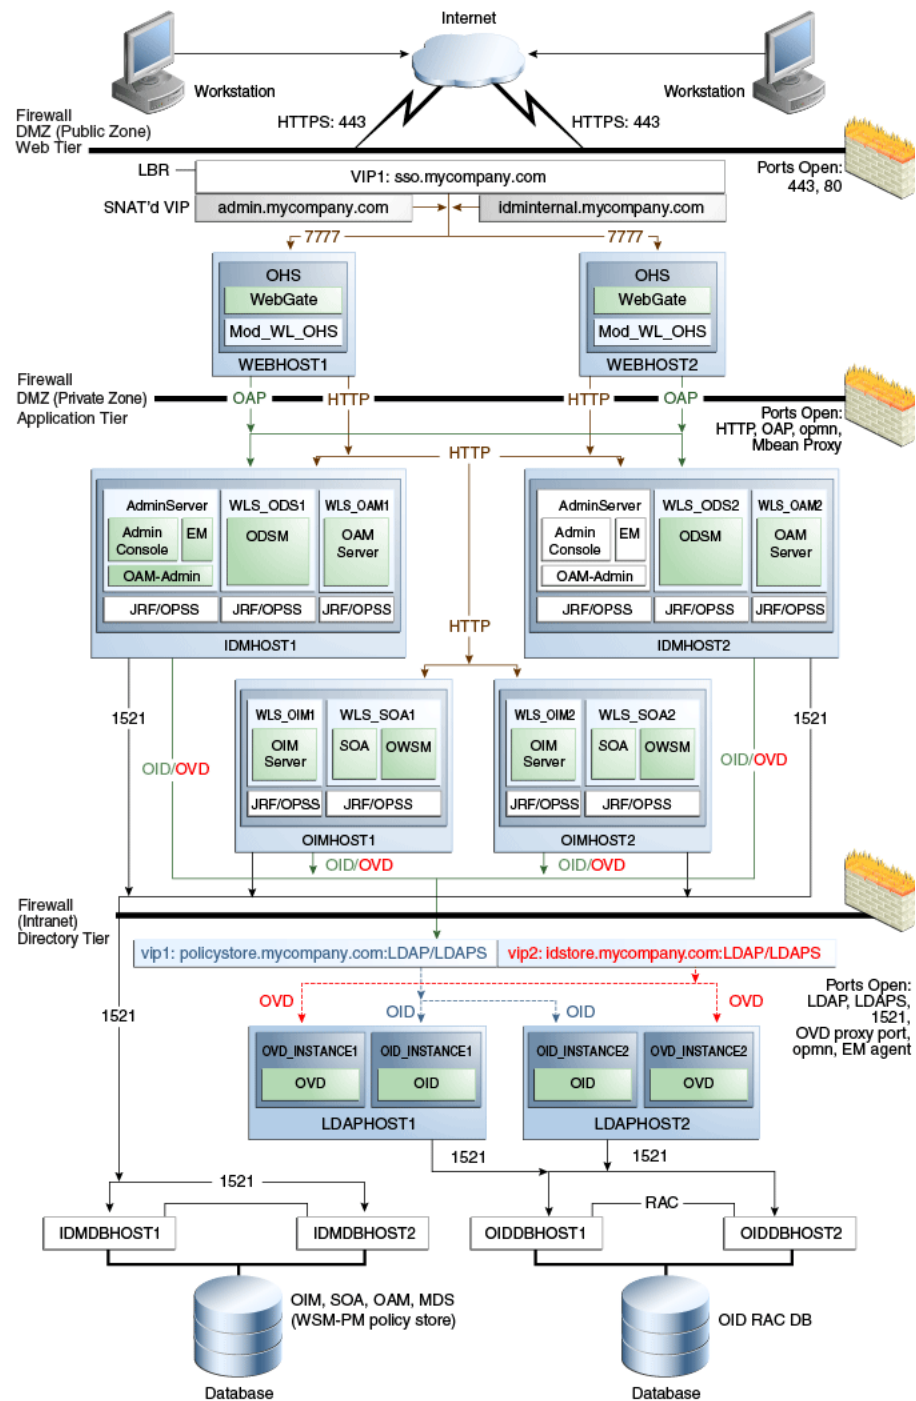 Internet
Workstation
Workstation
HTTPS: 443
HTTPS: 443
Firewall
DMZ (Public Zone)
Web Tier
Ports Open:
443, 80
LBR
VIP1: sso.mycompany.com
SNAT'd VIP
admin.mycompany.com
idminternal.mycompany.com
7777
7777
OHS
WebGate
Mod_WL_OHS
WEBHOST1
OHS
WebGate
Mod_WL_OHS
WEBHOST2
Firewall
DMZ (Private Zone)
Application Tier
OAP
HTTP
HTTP
OAP
Ports Open:
HTTP, OAP, opmn,
Mbean Proxy
HTTP
AdminServer
Admin
Console
EM
OAM-Admin
JRF/OPSS
WLS_ODS1
ODSM
JRF/OPSS
WLS_OAM1
OAM
Server
JRF/OPSS
IDMHOST1
AdminServer
Admin
Console
EM
OAM-Admin
JRF/OPSS
WLS_ODS2
ODSM
JRF/OPSS
WLS_OAM2
OAM
Server
JRF/OPSS
IDMHOST2
HTTP
1521
OID/OVD
WLS_OIM1
OIM
Server
JRF/OPSS
WLS_SOA1
SOA
OWSM
JRF/OPSS
OIMHOST1
WLS_OIM2
OIM
Server
JRF/OPSS
WLS_SOA2
SOA
OWSM
JRF/OPSS
OIMHOST2
1521
OID/OVD
OID/OVD
OID/OVD
Firewall
(Intranet)
Directory Tier
vip1: policystore.mycompany.com:LDAP/LDAPS
vip2: idstore.mycompany.com:LDAP/LDAPS
Ports Open:
LDAP, LDAPS,
1521,
OVD proxy port,
opmn, EM agent
1521
OVD
OID
OID
OVD
OVD_INSTANCE1
OVD
OID_INSTANCE1
OID
LDAPHOST1
OID_INSTANCE2
OID
OVD_INSTANCE2
OVD
LDAPHOST2
1521
1521
1521
RAC
IDMDBHOST1
IDMDBHOST2
OIDDBHOST1
OIDDBHOST2
OIM, SOA, OAM, MDS
(WSM-PM policy store)
OID RAC DB
Database
Database